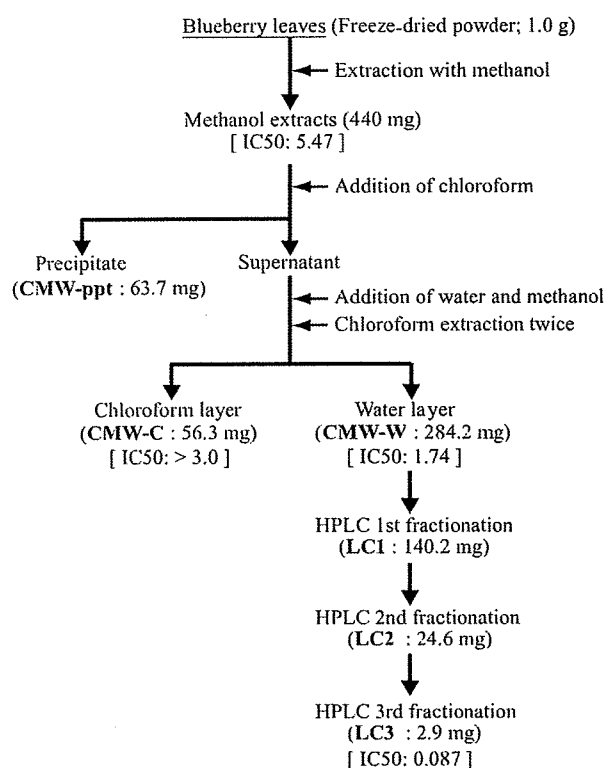 Blueberry leaves (Freeze-dried powder; 1.0 g)
Extraction with methanol
Methanol extracts (440 mg)
[ IC50: 5.47 ]
Addition of chloroform
Precipitate
(CMW-ppt : 63.7 mg)
Supernatant
Addition of water and methanol
Chloroform extraction twice
Chloroform layer
(CMW-C : 56.3 mg)
[ IC50: > 3.0 ]
Water layer
(CMW-W : 284.2 mg)
[ IC50: 1.74 ]
HPLC 1st fractionation
(LC1 : 140.2 mg)
HPLC 2nd fractionation
(LC2 : 24.6 mg)
HPLC 3rd fractionation
(LC3 : 2.9 mg)
[ IC50: 0.087 ]